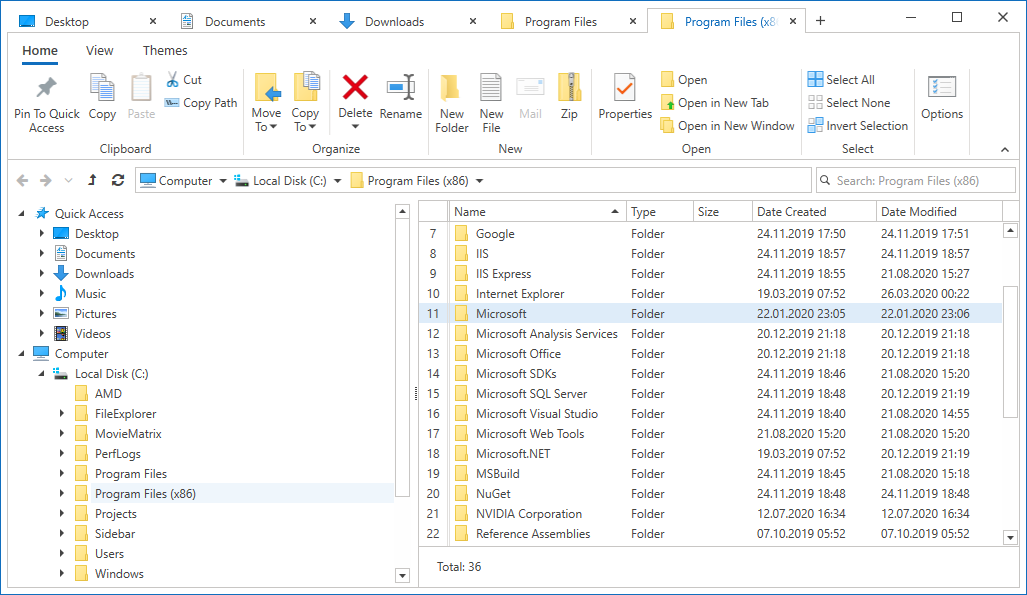 Desktop Documents Downloads Program Files Program Files (x8
Home View Themes
Pin To Quick Access
Copy
Paste
Cut
Copy Path
Clipboard
Move To
Copy To
Delete
Rename
Organize
New Folder
New File
Mail
Zip
New
Properties
Open
Open in New Tab
Open in New Window
Open
Select All
Select None
Invert Selection
Select
Options
Computer Local Disk (C:) Program Files (x86)
Search: Program Files (x86)
Quick Access
Desktop
Documents
Downloads
Music
Pictures
Videos
Computer
Local Disk (C:)
AMD
FileExplorer
MovieMatrix
PerfLogs
Program Files
Program Files (x86)
Projects
Sidebar
Users
Windows
Name Type Size Date Created Date Modified
7 Google Folder 24.11.2019 17:50 24.11.2019 17:51
8 IIS Folder 24.11.2019 18:57 24.11.2019 18:57
9 IIS Express Folder 24.11.2019 18:55 21.08.2020 15:27
10 Internet Explorer Folder 19.03.2019 07:52 26.03.2020 00:22
11 Microsoft Folder 22.01.2020 23:05 22.01.2020 23:06
12 Microsoft Analysis Services Folder 20.12.2019 21:18 20.12.2019 21:18
13 Microsoft Office Folder 20.12.2019 21:18 20.12.2019 21:18
14 Microsoft SDKs Folder 24.11.2019 18:46 21.08.2020 15:20
15 Microsoft SQL Server Folder 24.11.2019 18:48 20.12.2019 21:19
16 Microsoft Visual Studio Folder 24.11.2019 18:40 21.08.2020 14:55
17 Microsoft Web Tools Folder 21.08.2020 15:20 21.08.2020 15:20
18 Microsoft.NET Folder 19.03.2019 07:52 20.12.2019 21:19
19 MSBuild Folder 24.11.2019 18:45 21.08.2020 15:18
20 NuGet Folder 24.11.2019 18:48 24.11.2019 18:48
21 NVIDIA Corporation Folder 12.07.2020 16:34 12.07.2020 16:34
22 Reference Assemblies Folder 07.10.2019 05:52 07.10.2019 05:52
Total: 36